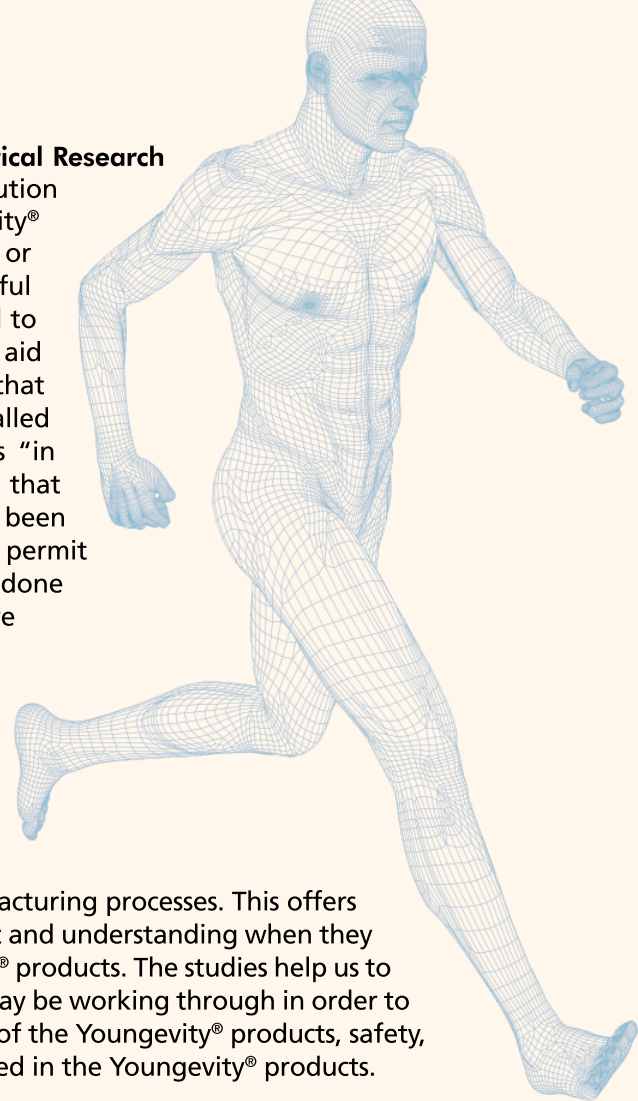 ical Research
ution
ity®
or
ful
to
aid
that
alled
s “in
that
been
permit
done
e
acturing processes. This offers
t and understanding when they
® products. The studies help us to
ay be working through in order to
of the Youngevity® products, safety,
ed in the Youngevity® products.